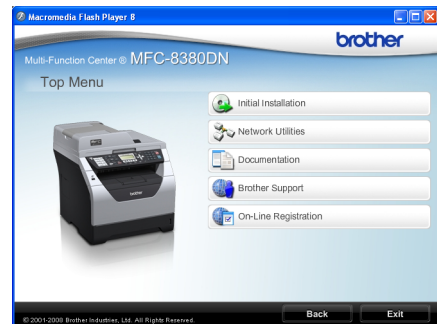 Macromedia Flash Player 8
brother
Multi-Function Center ® MFC-8380DN
Top Menu
Initial Installation
Network Utilities
Documentation
Brother Support
On-Line Registration
© 2001-2008 Brother Industries, Ltd. All Rights Reserved.
Back
Exit